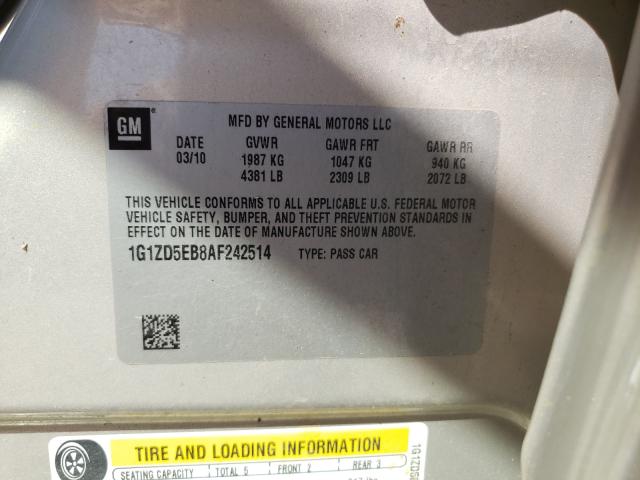 GM
MFD BY GENERAL MOTORS LLC
DATE GVWR GAWR FRT GAWR RR
03/10 1987 KG 1047 KG 940 KG
4381 LB 2309 LB 2072 LB
THIS VEHICLE CONFORMS TO ALL APPLICABLE U.S. FEDERAL MOTOR
VEHICLE SAFETY, BUMPER, AND THEFT PREVENTION STANDARDS IN
EFFECT ON THE DATE OF MANUFACTURE SHOWN ABOVE.
1G1ZD5EB8AF242514 TYPE: PASS CAR
TIRE AND LOADING INFORMATION
SEATING CAPACITY TOTAL 5 FRONT 2 REAR 3